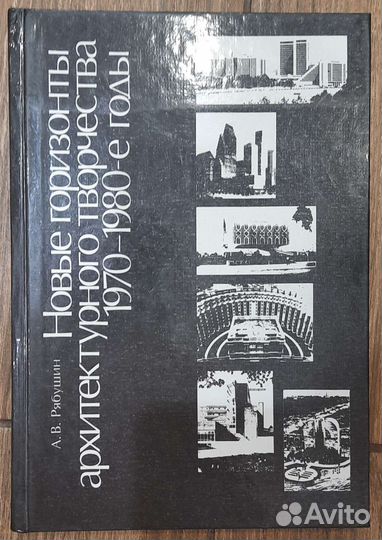 А. В. Рябушин
Новые горизонты
архитектурного творчества
1970–1980-е годы
Avito